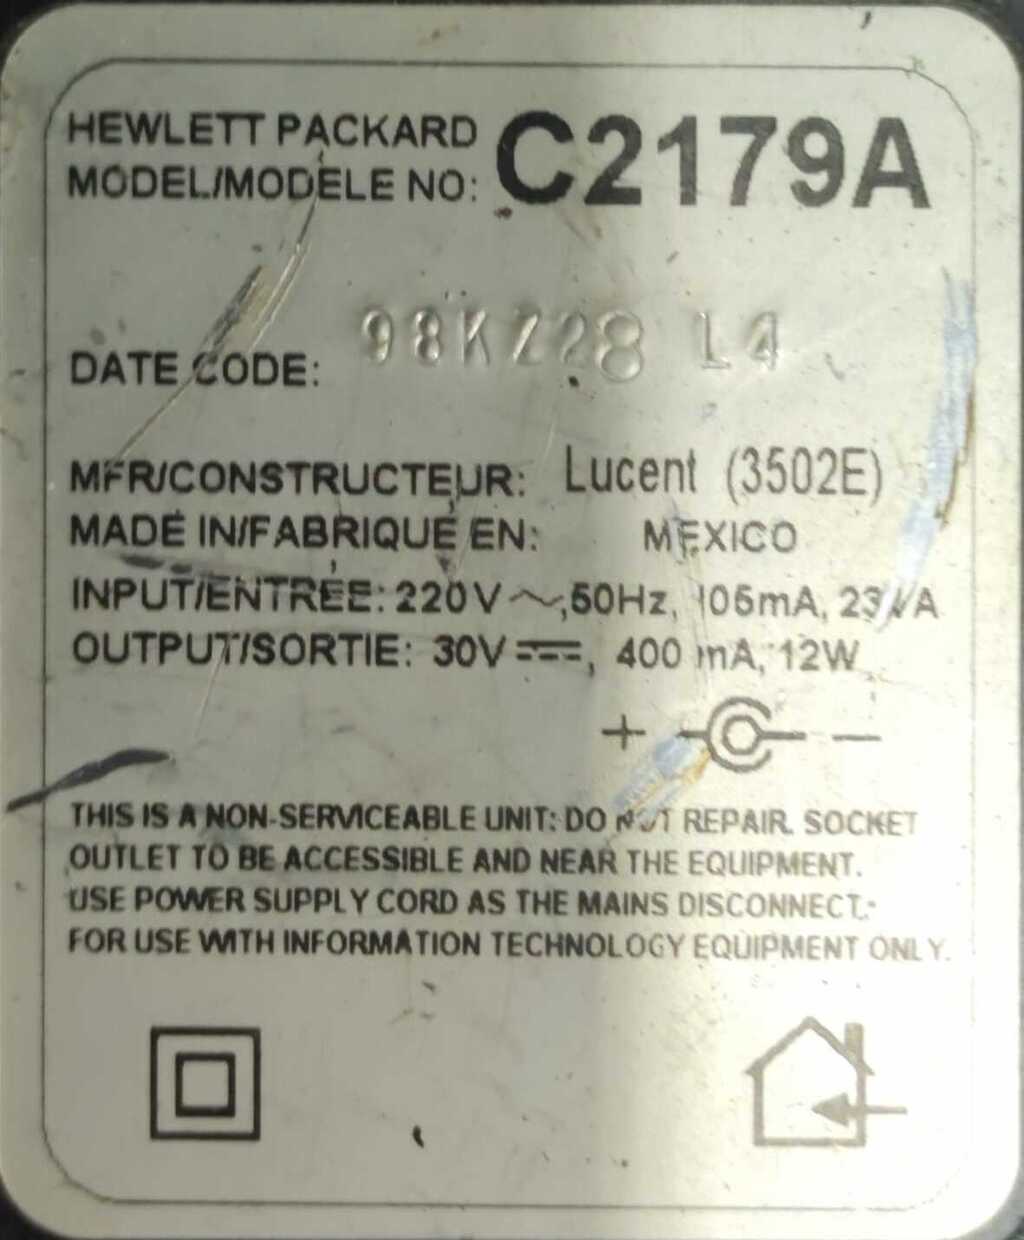 HEWLETT PACKARD
MODEL/MODELE NO: C2179A
DATE CODE: 98KZ28 L4
MFR/CONSTRUCTEUR: Lucent (3502E)
MADE IN/FABRIQUE EN: MEXICO
INPUT/ENTRÉE: 220V ~, 50Hz, 105mA, 23VA
OUTPUT/SORTIE: 30V ⎓, 400 mA, 12W
+ −
THIS IS A NON-SERVICEABLE UNIT: DO NOT REPAIR. SOCKET
OUTLET TO BE ACCESSIBLE AND NEAR THE EQUIPMENT.
USE POWER SUPPLY CORD AS THE MAINS DISCONNECT.
FOR USE WITH INFORMATION TECHNOLOGY EQUIPMENT ONLY.